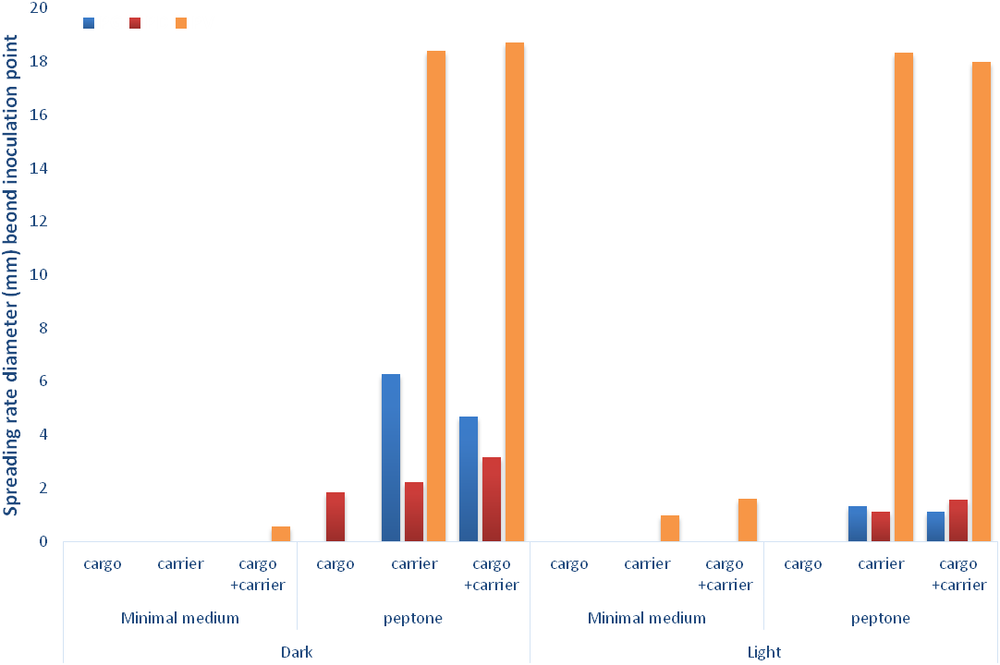 Spreading rate diameter (mm) beond inoculation point
20
18
16
14
12
10
8
6
4
2
0
cargo carrier cargo +carrier cargo carrier cargo +carrier cargo carrier cargo +carrier cargo carrier cargo +carrier
Minimal medium peptone Minimal medium peptone
Dark Light